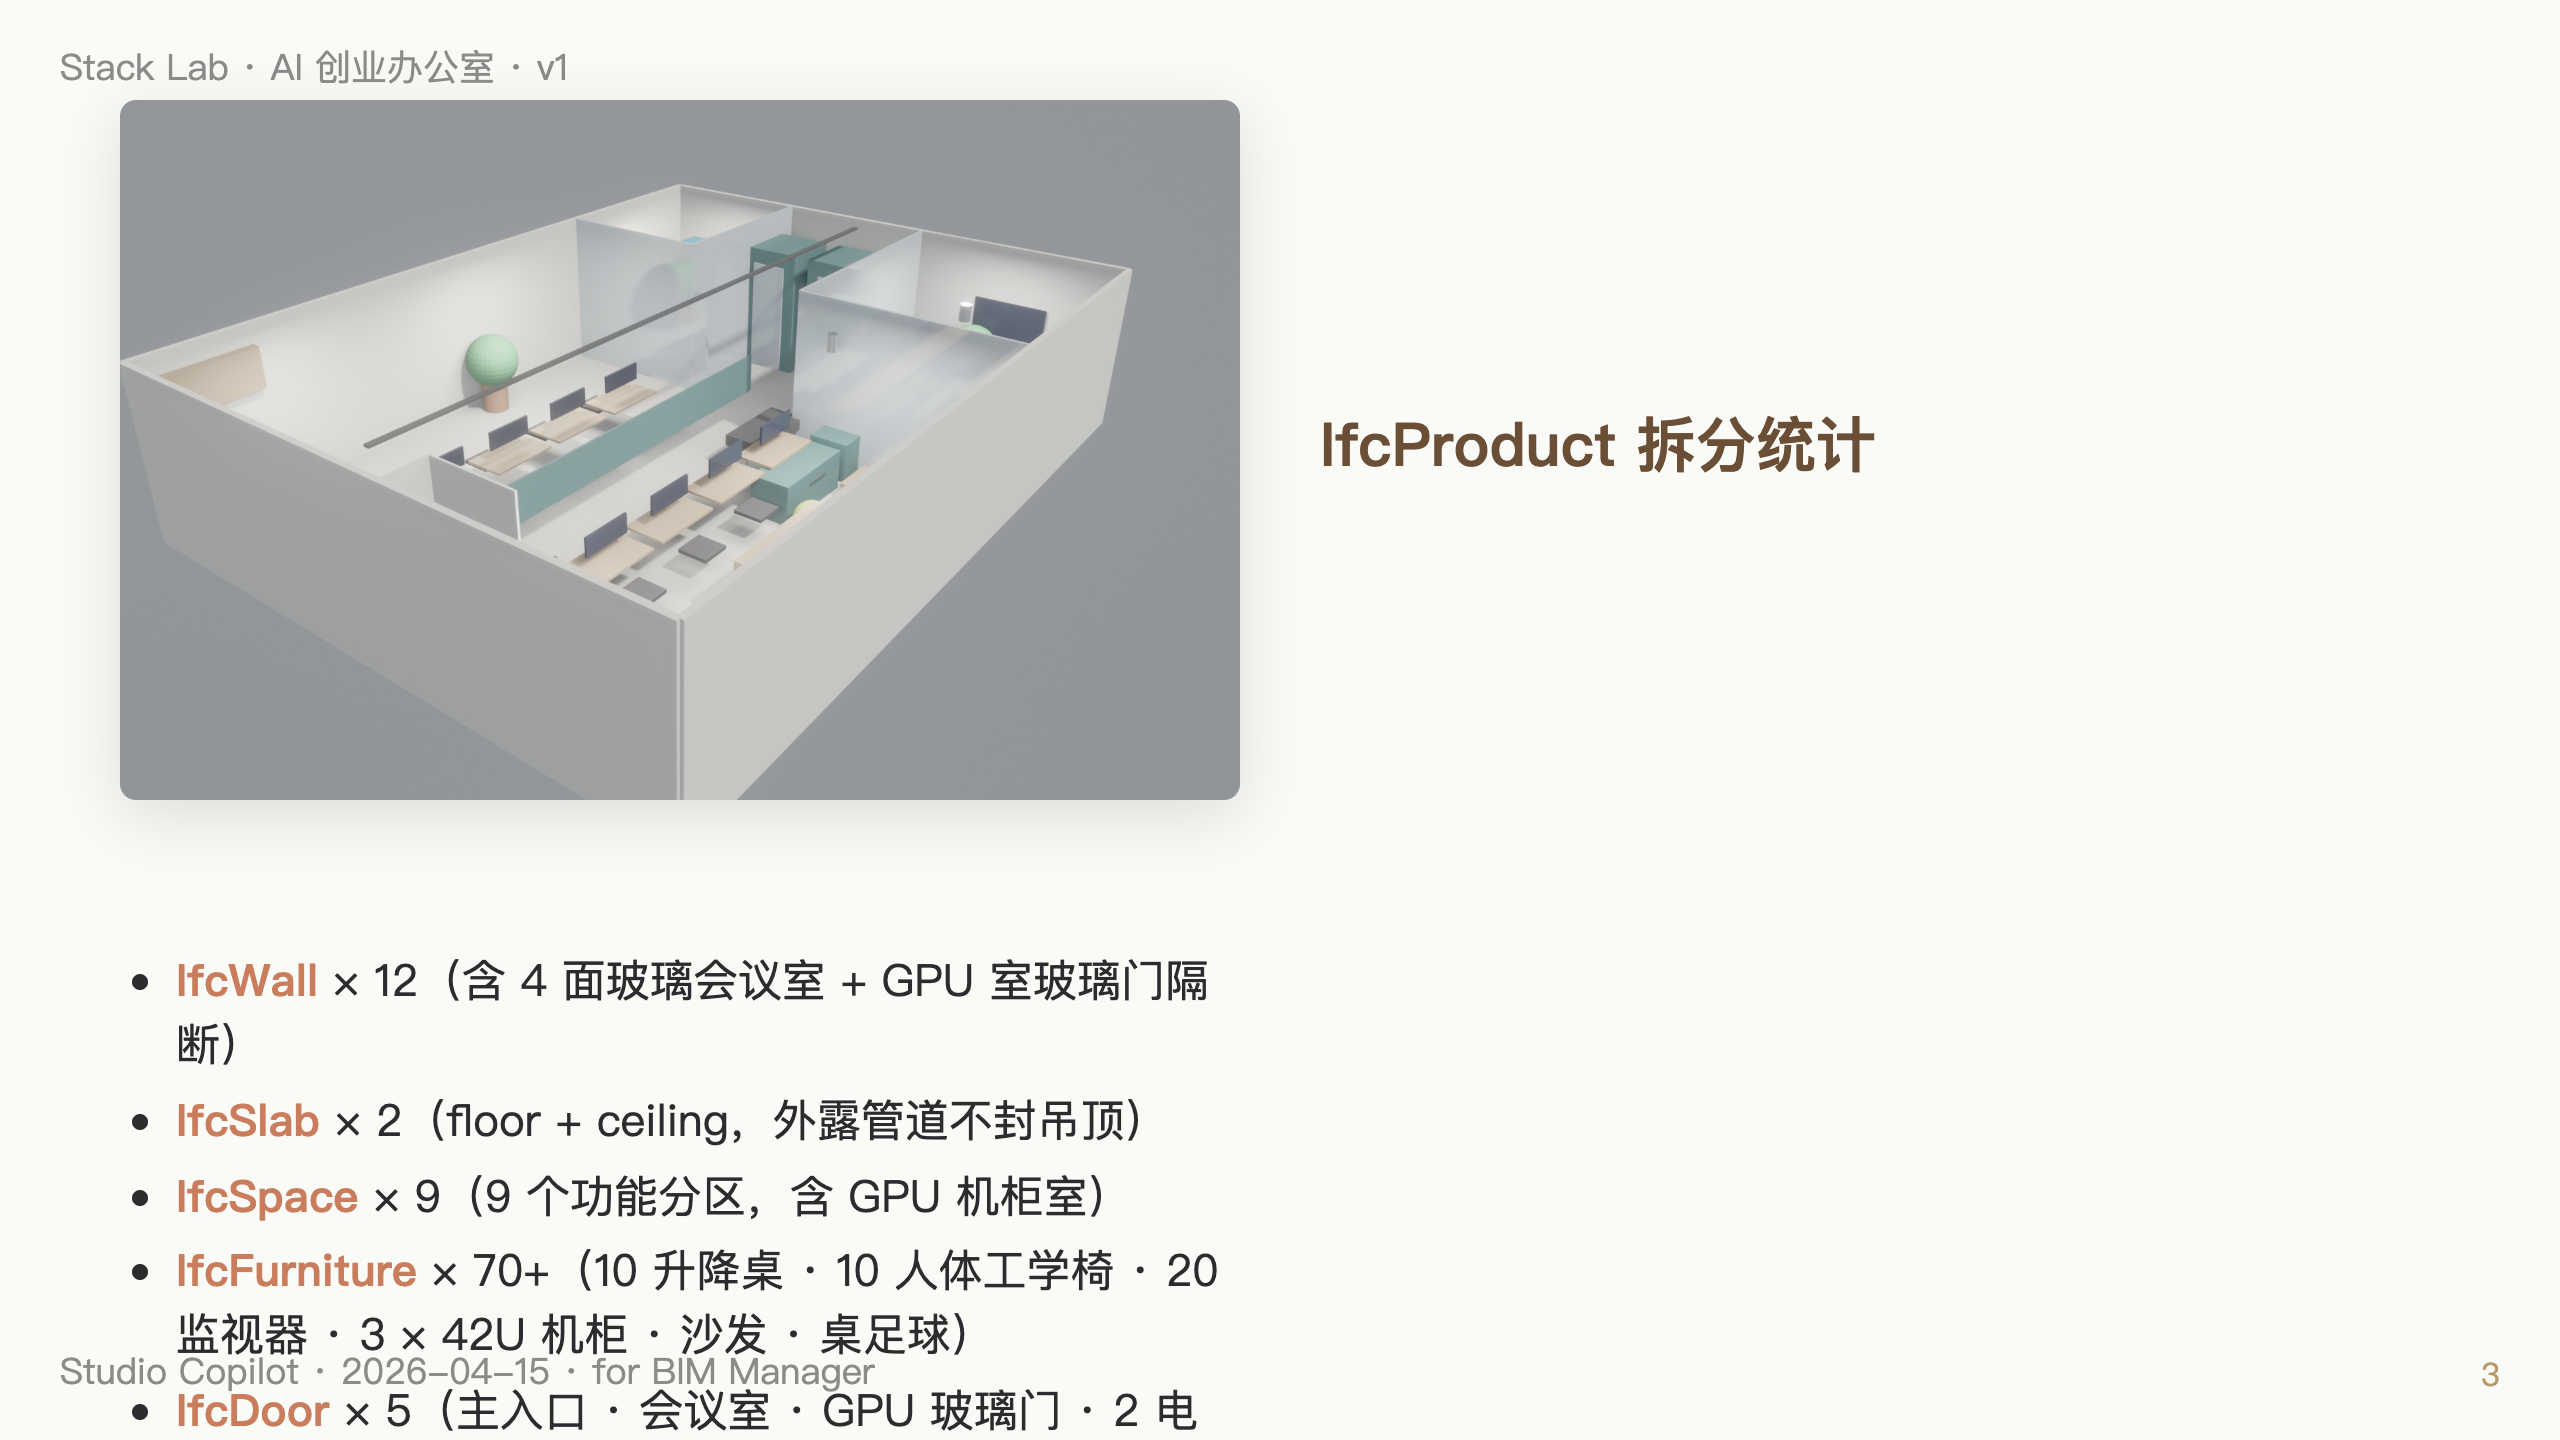 Stack Lab · AI 创业办公室 · v1
IfcProduct 拆分统计
• IfcWall × 12（含 4 面玻璃会议室 + GPU 室玻璃门隔
断）
• IfcSlab × 2（floor + ceiling，外露管道不封吊顶）
• IfcSpace × 9（9 个功能分区，含 GPU 机柜室）
• IfcFurniture × 70+（10 升降桌 · 10 人体工学椅 · 20
监视器 · 3 × 42U 机柜 · 沙发 · 桌足球）
Studio Copilot · 2026–04–15 · for BIM Manager
3
• IfcDoor × 5（主入口 · 会议室 · GPU 玻璃门 · 2 电